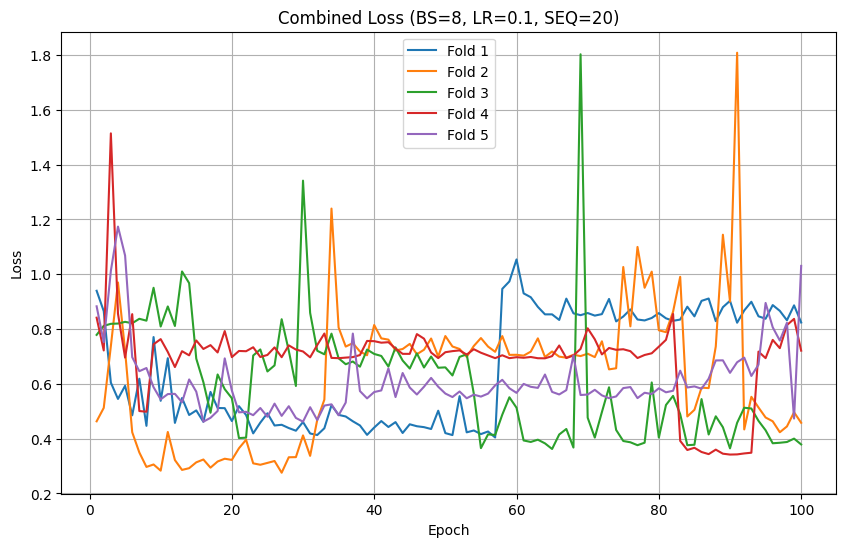 Combined Loss (BS=8, LR=0.1, SEQ=20)
Fold 1
Fold 2
Fold 3
Fold 4
Fold 5
Loss
1.8
1.6
1.4
1.2
1.0
0.8
0.6
0.4
0.2
0 20 40 60 80 100
Epoch